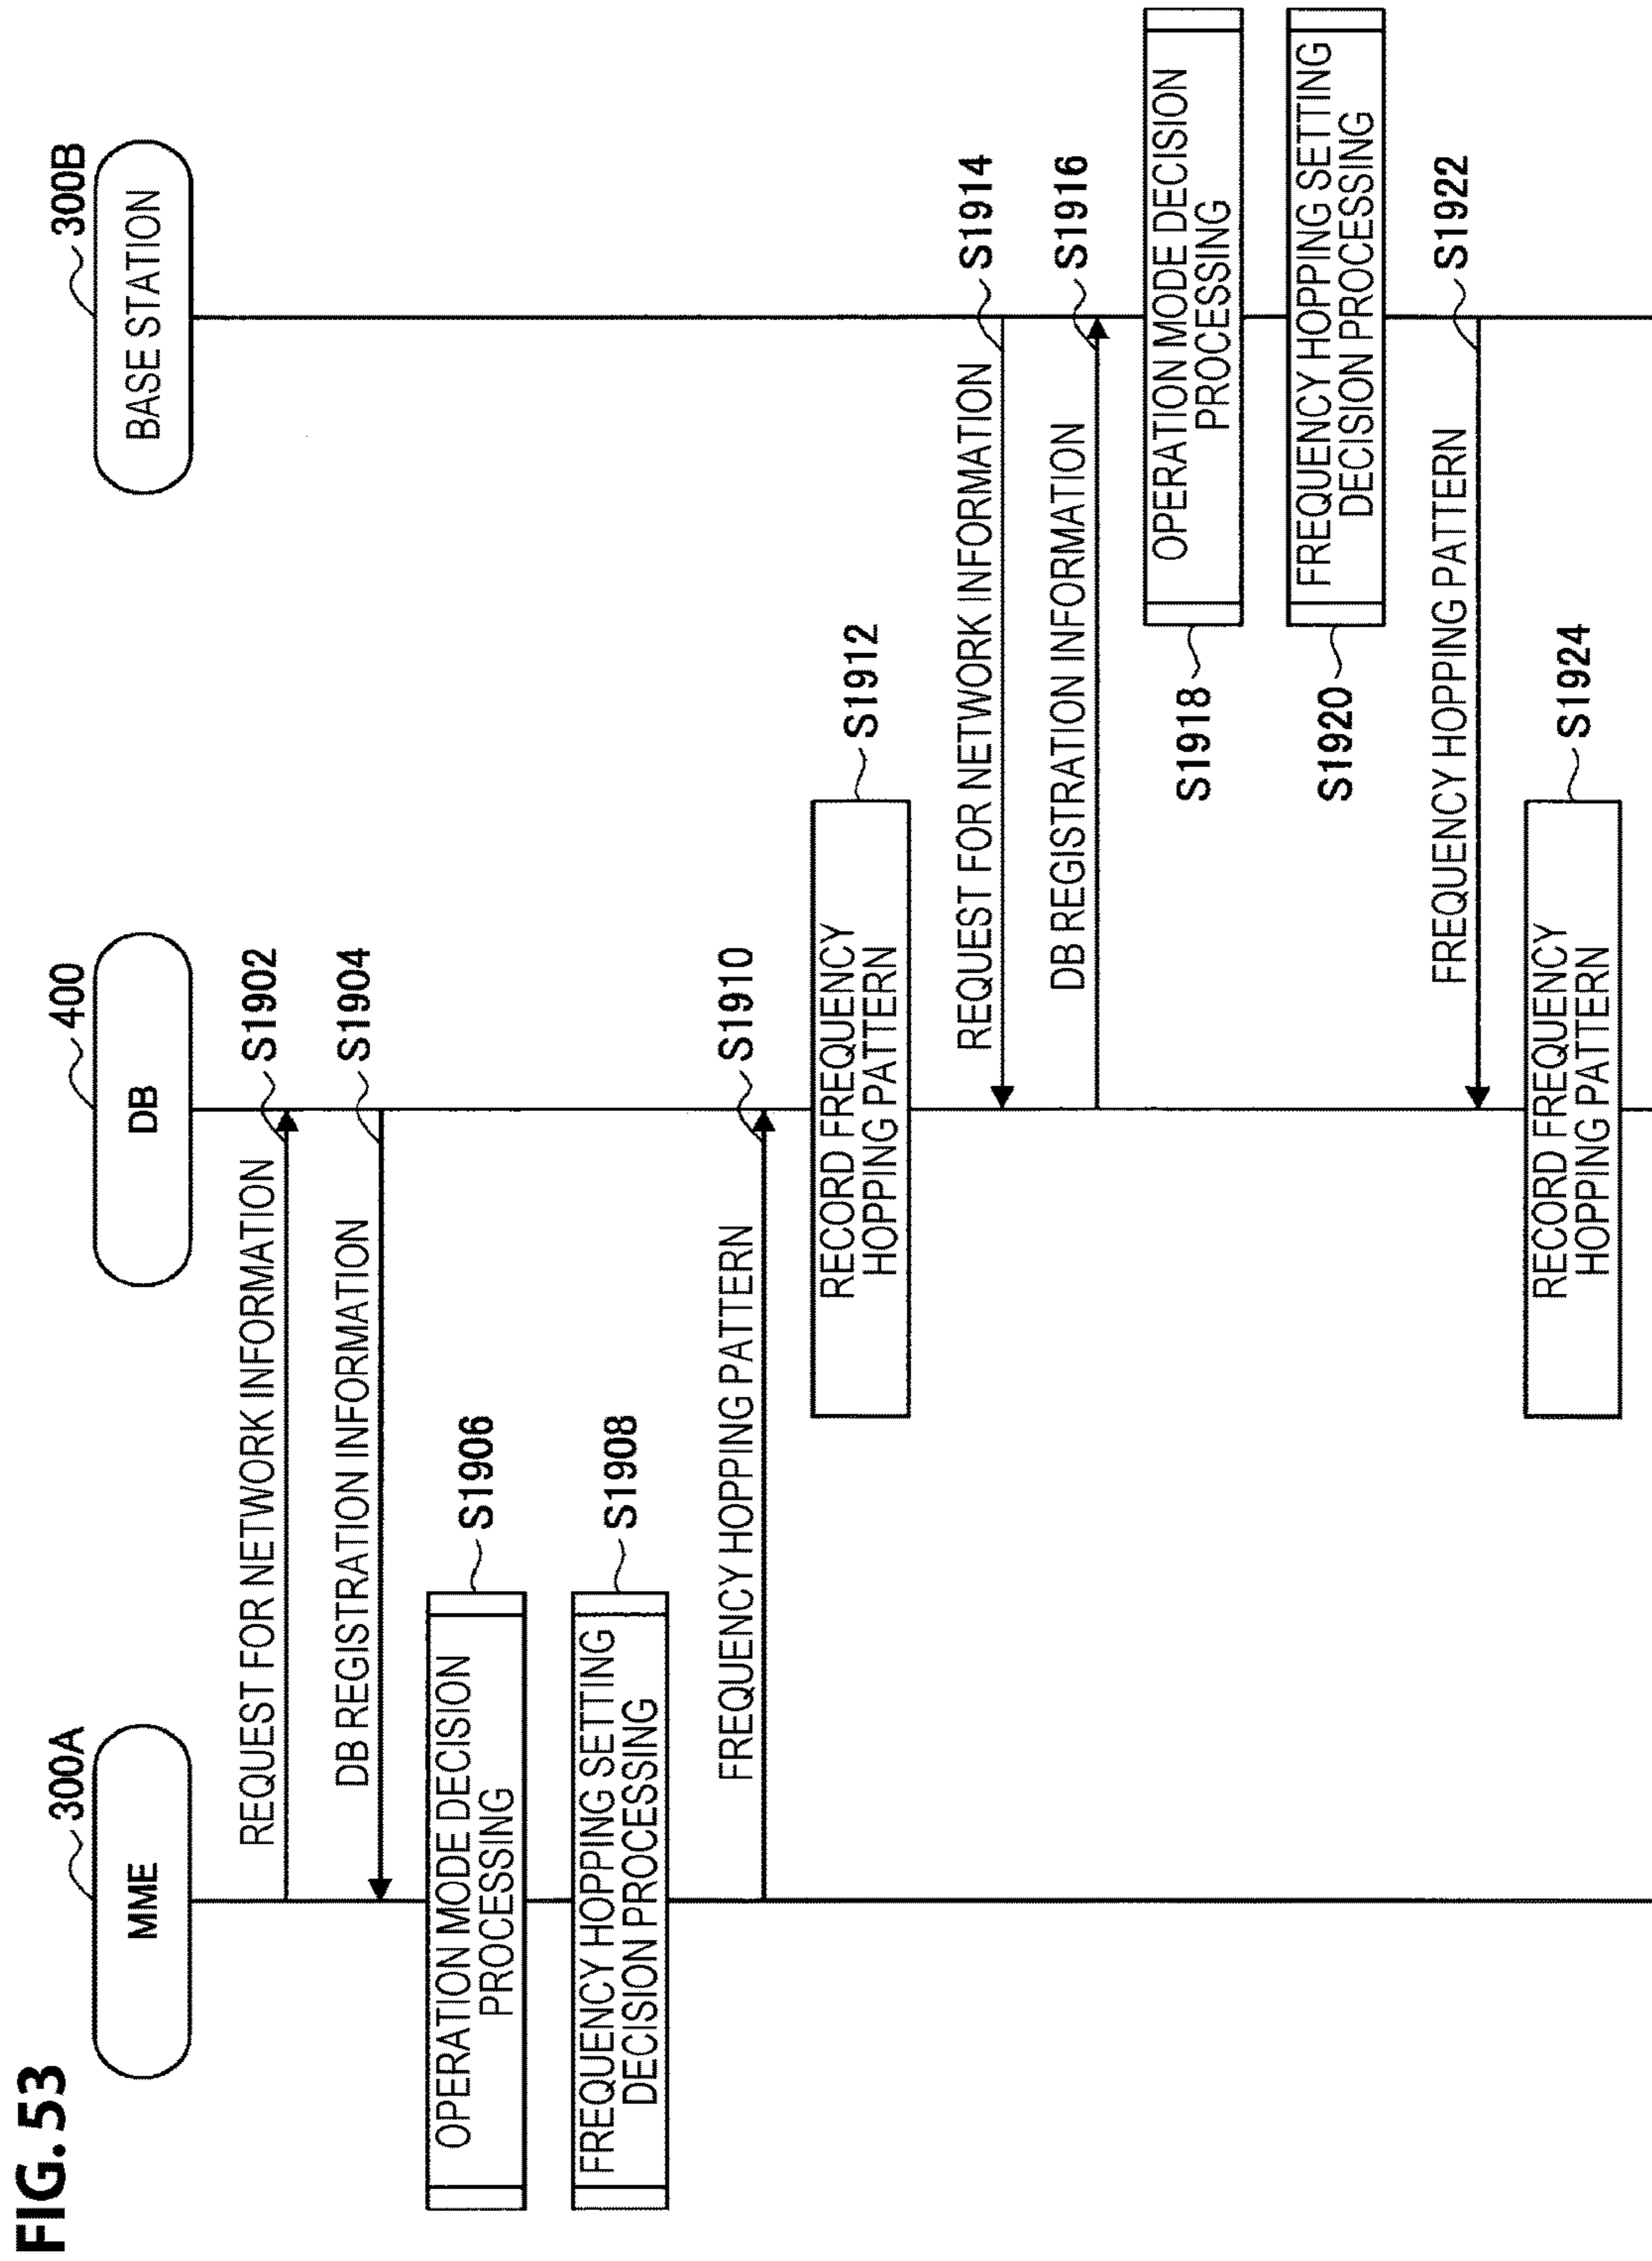 FIG. 53
300A
MME
400
DB
300B
BASE STATION
REQUEST FOR NETWORK INFORMATION
S1902
DB REGISTRATION INFORMATION
S1904
OPERATION MODE DECISION
PROCESSING
S1906
FREQUENCY HOPPING SETTING
DECISION PROCESSING
S1908
FREQUENCY HOPPING PATTERN
S1910
RECORD FREQUENCY
HOPPING PATTERN
S1912
REQUEST FOR NETWORK INFORMATION
S1914
DB REGISTRATION INFORMATION
S1916
S1918
OPERATION MODE DECISION
PROCESSING
S1920
FREQUENCY HOPPING SETTING
DECISION PROCESSING
FREQUENCY HOPPING PATTERN
S1922
RECORD FREQUENCY
HOPPING PATTERN
S1924